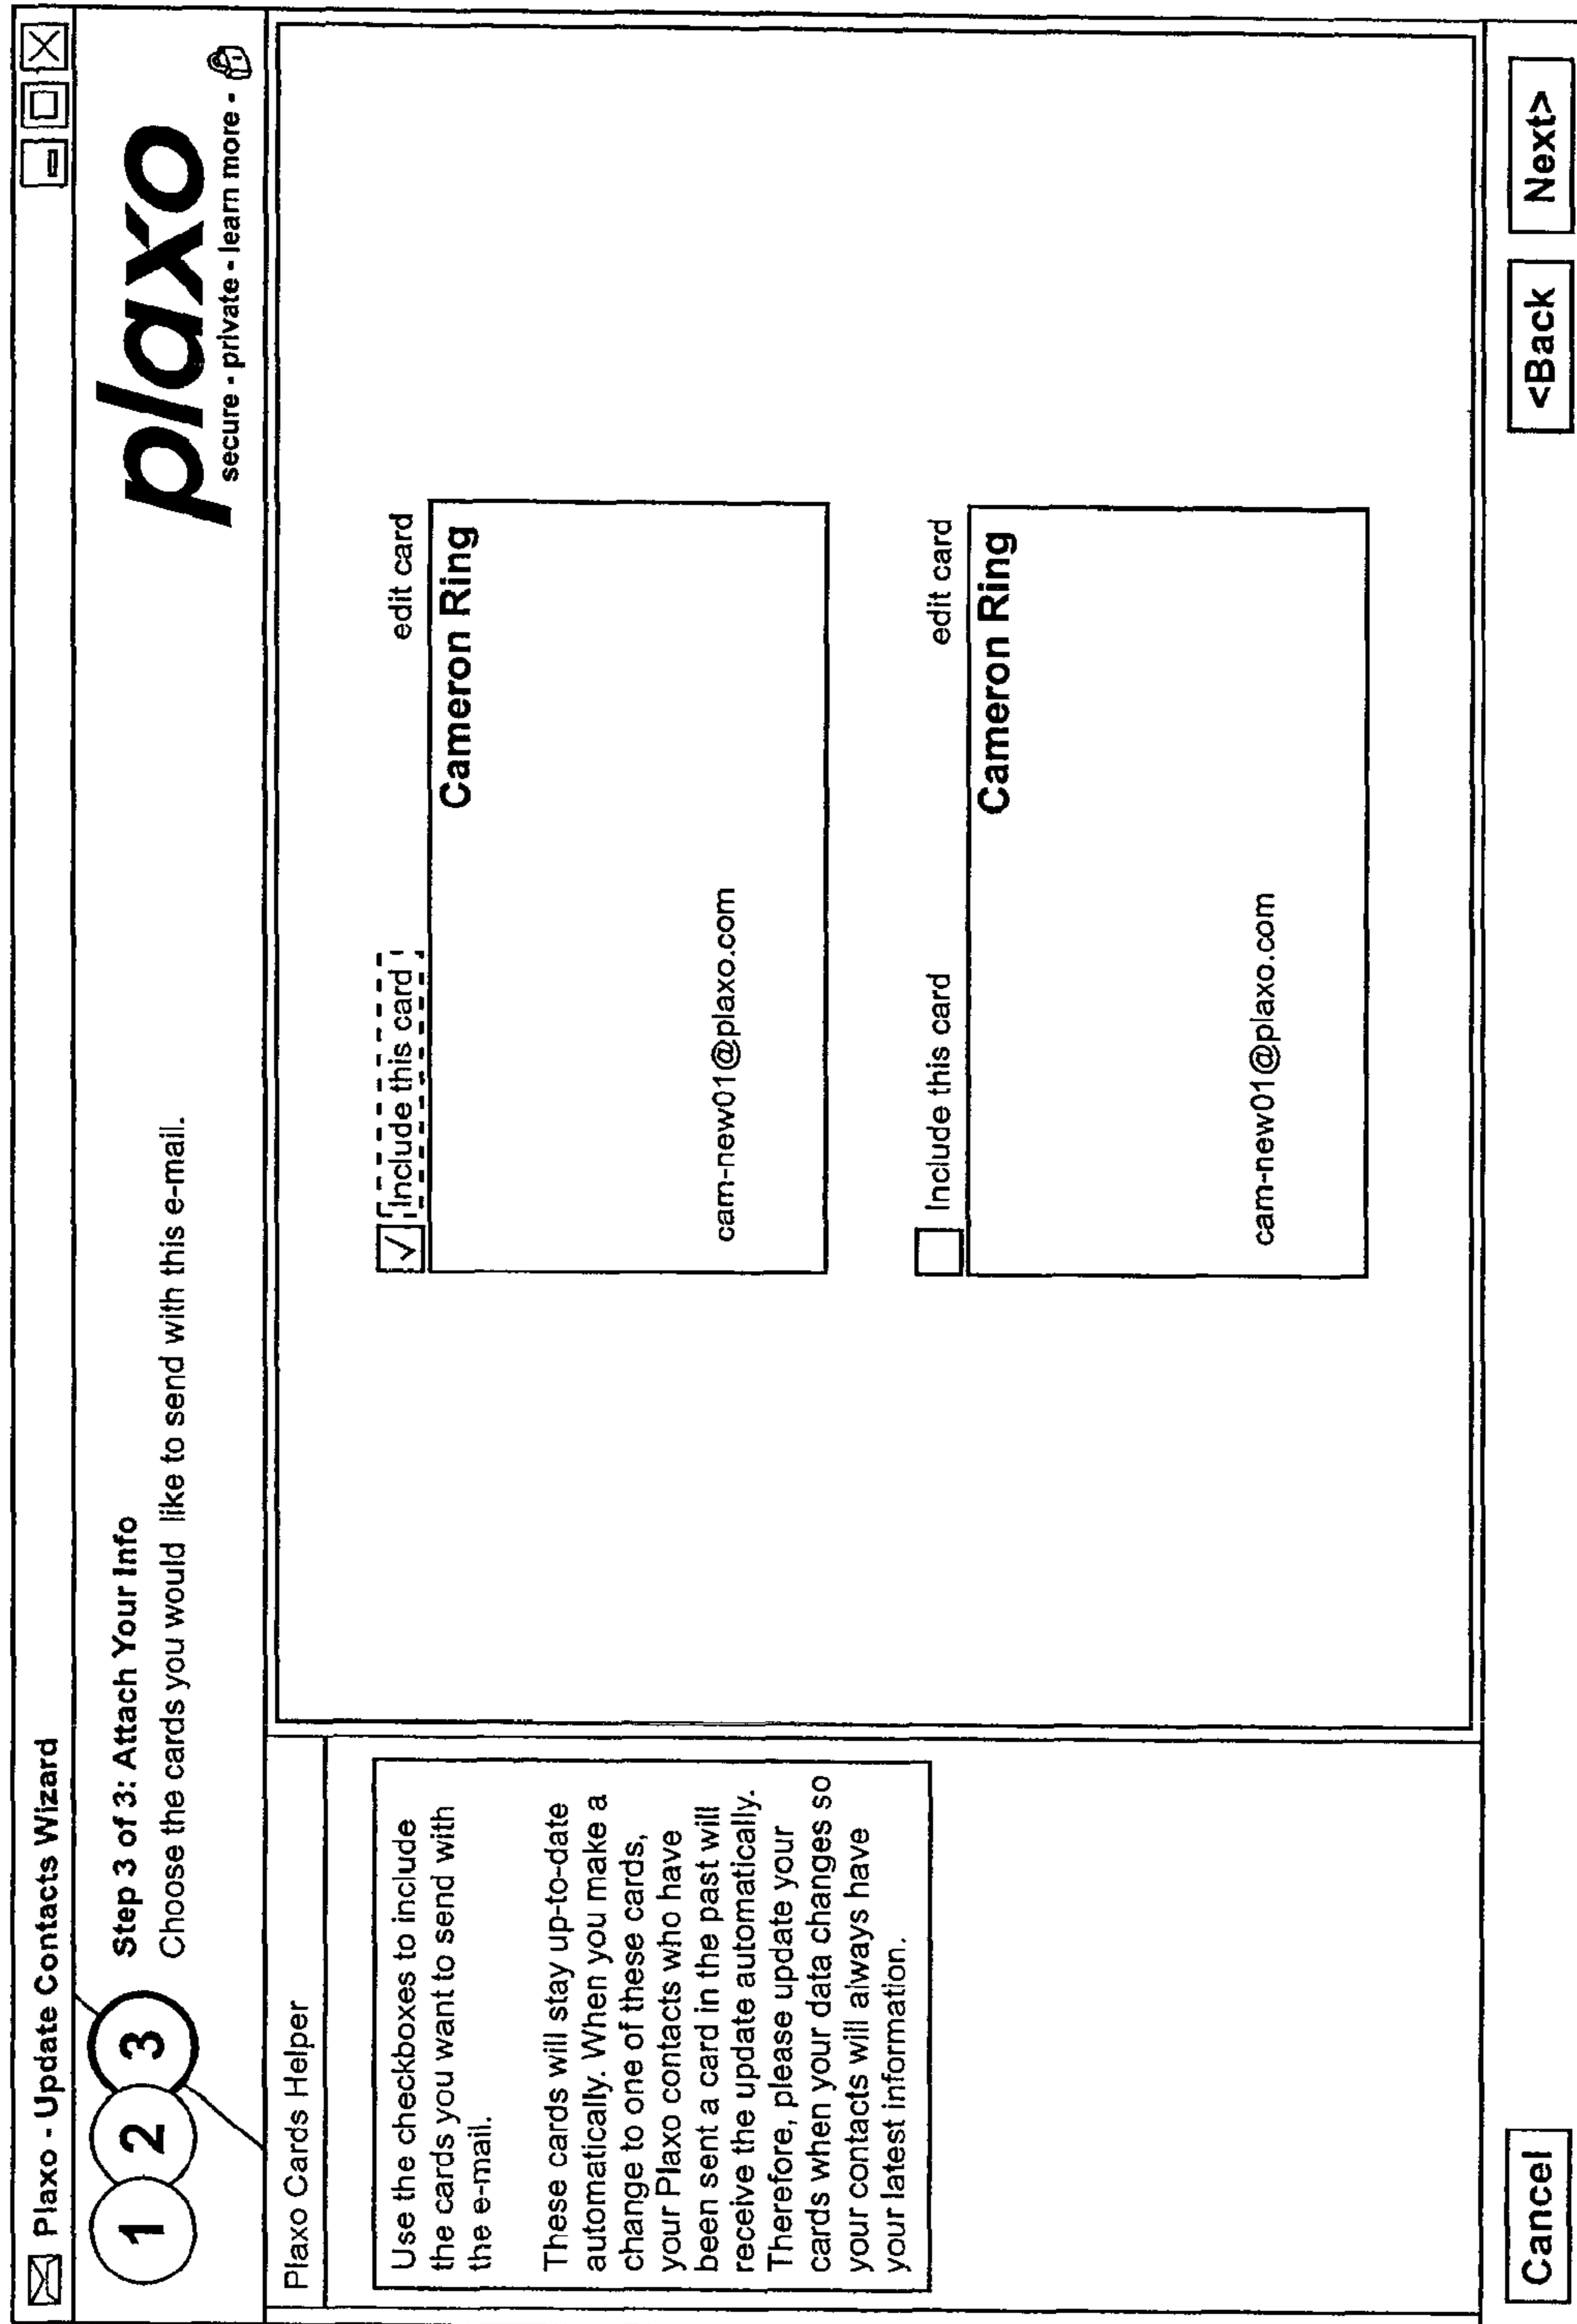 Plaxo - Update Contacts Wizard
1 2 3
Step 3 of 3: Attach Your Info
Choose the cards you would like to send with this e-mail.
plaxo
secure - private - learn more -
Plaxo Cards Helper
Use the checkboxes to include
the cards you want to send with
the e-mail.
These cards will stay up-to-date
automatically. When you make a
change to one of these cards,
your Plaxo contacts who have
been sent a card in the past will
receive the update automatically.
Therefore, please update your
cards when your data changes so
your contacts will always have
your latest information.
Include this card edit card
Cameron Ring
cam-new01@plaxo.com
Include this card edit card
Cameron Ring
cam-new01@plaxo.com
Cancel <Back Next>